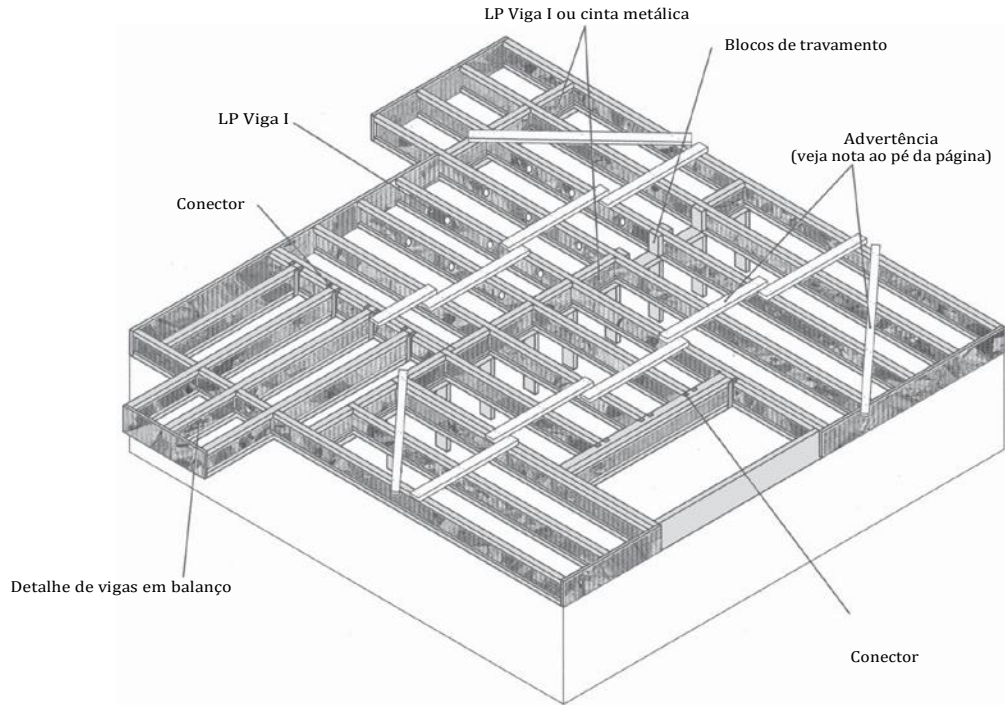 LP Viga I ou cinta metálica
Blocos de travamento
LP Viga I
Advertência
(veja nota ao pé da página)
Conector
Detalhe de vigas em balanço
Conector